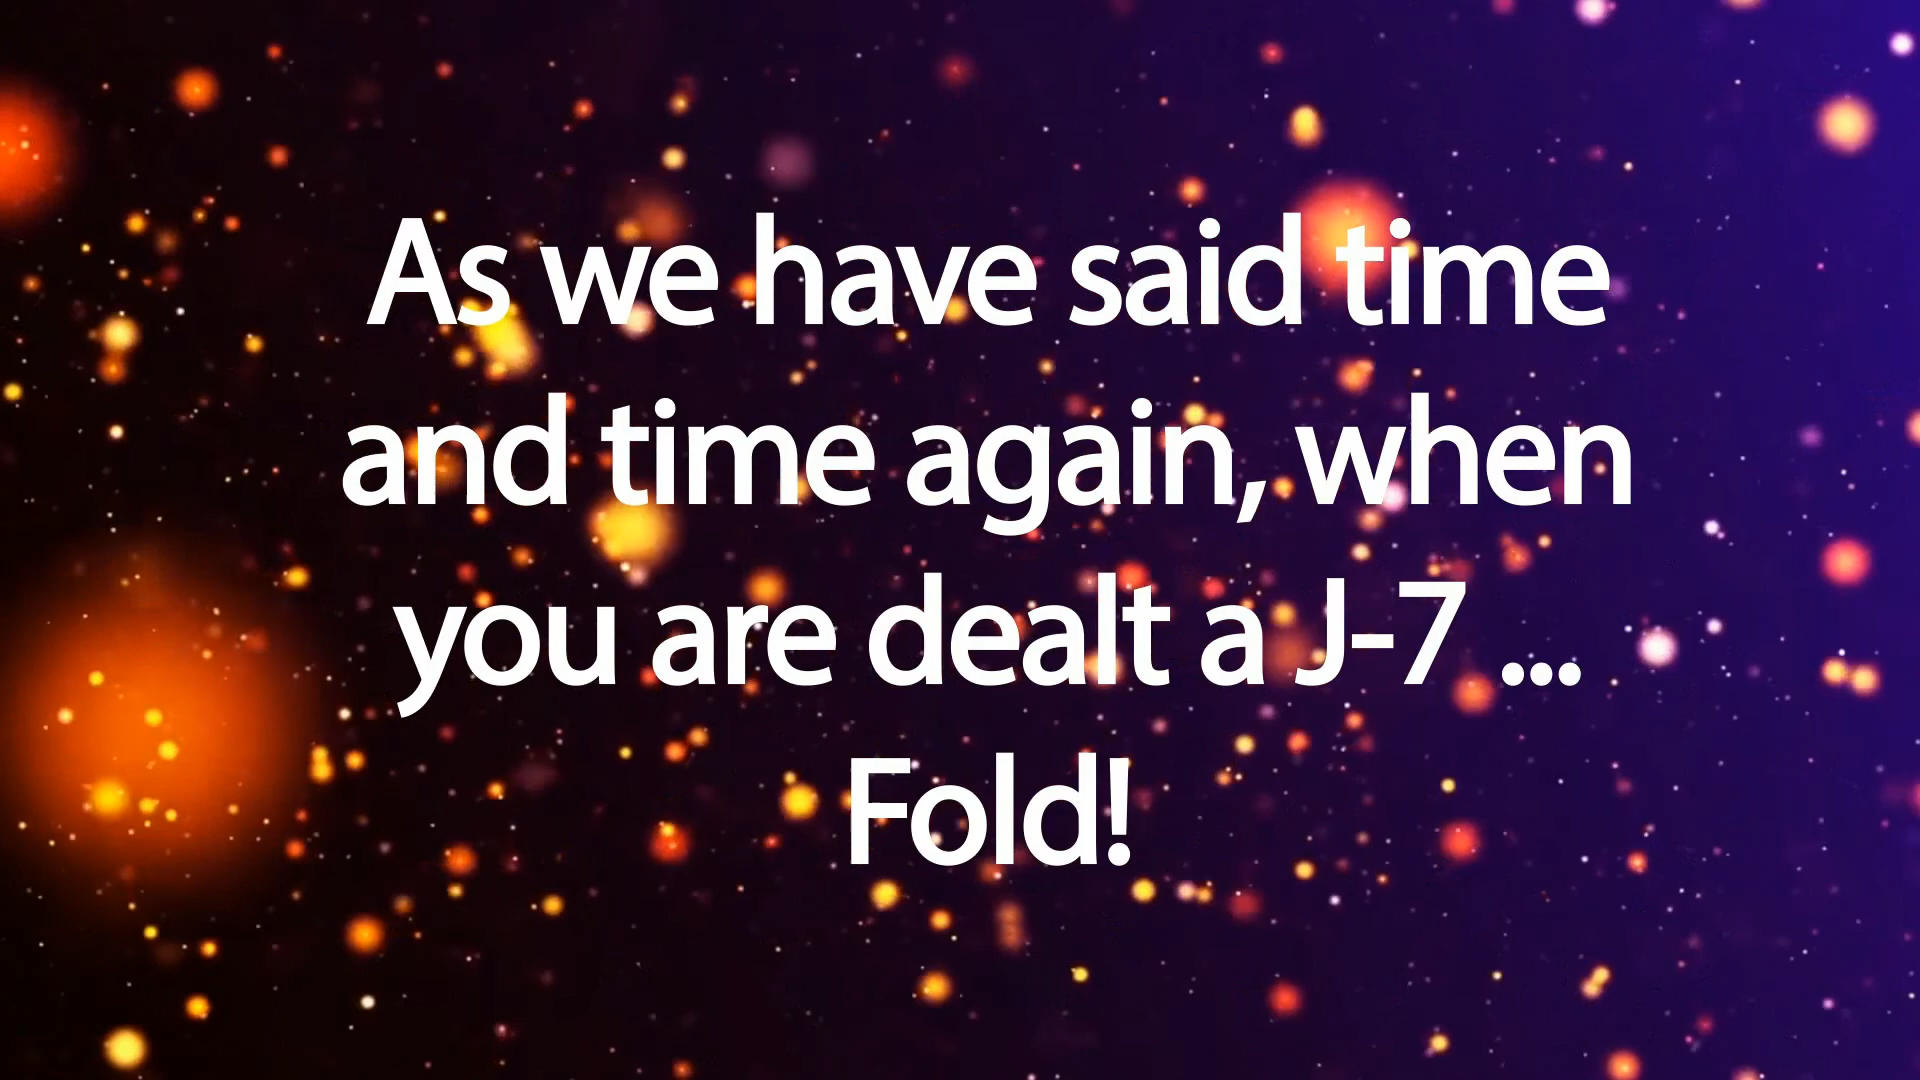 As we have said time
and time again, when
you are dealt a J-7 ...
Fold!